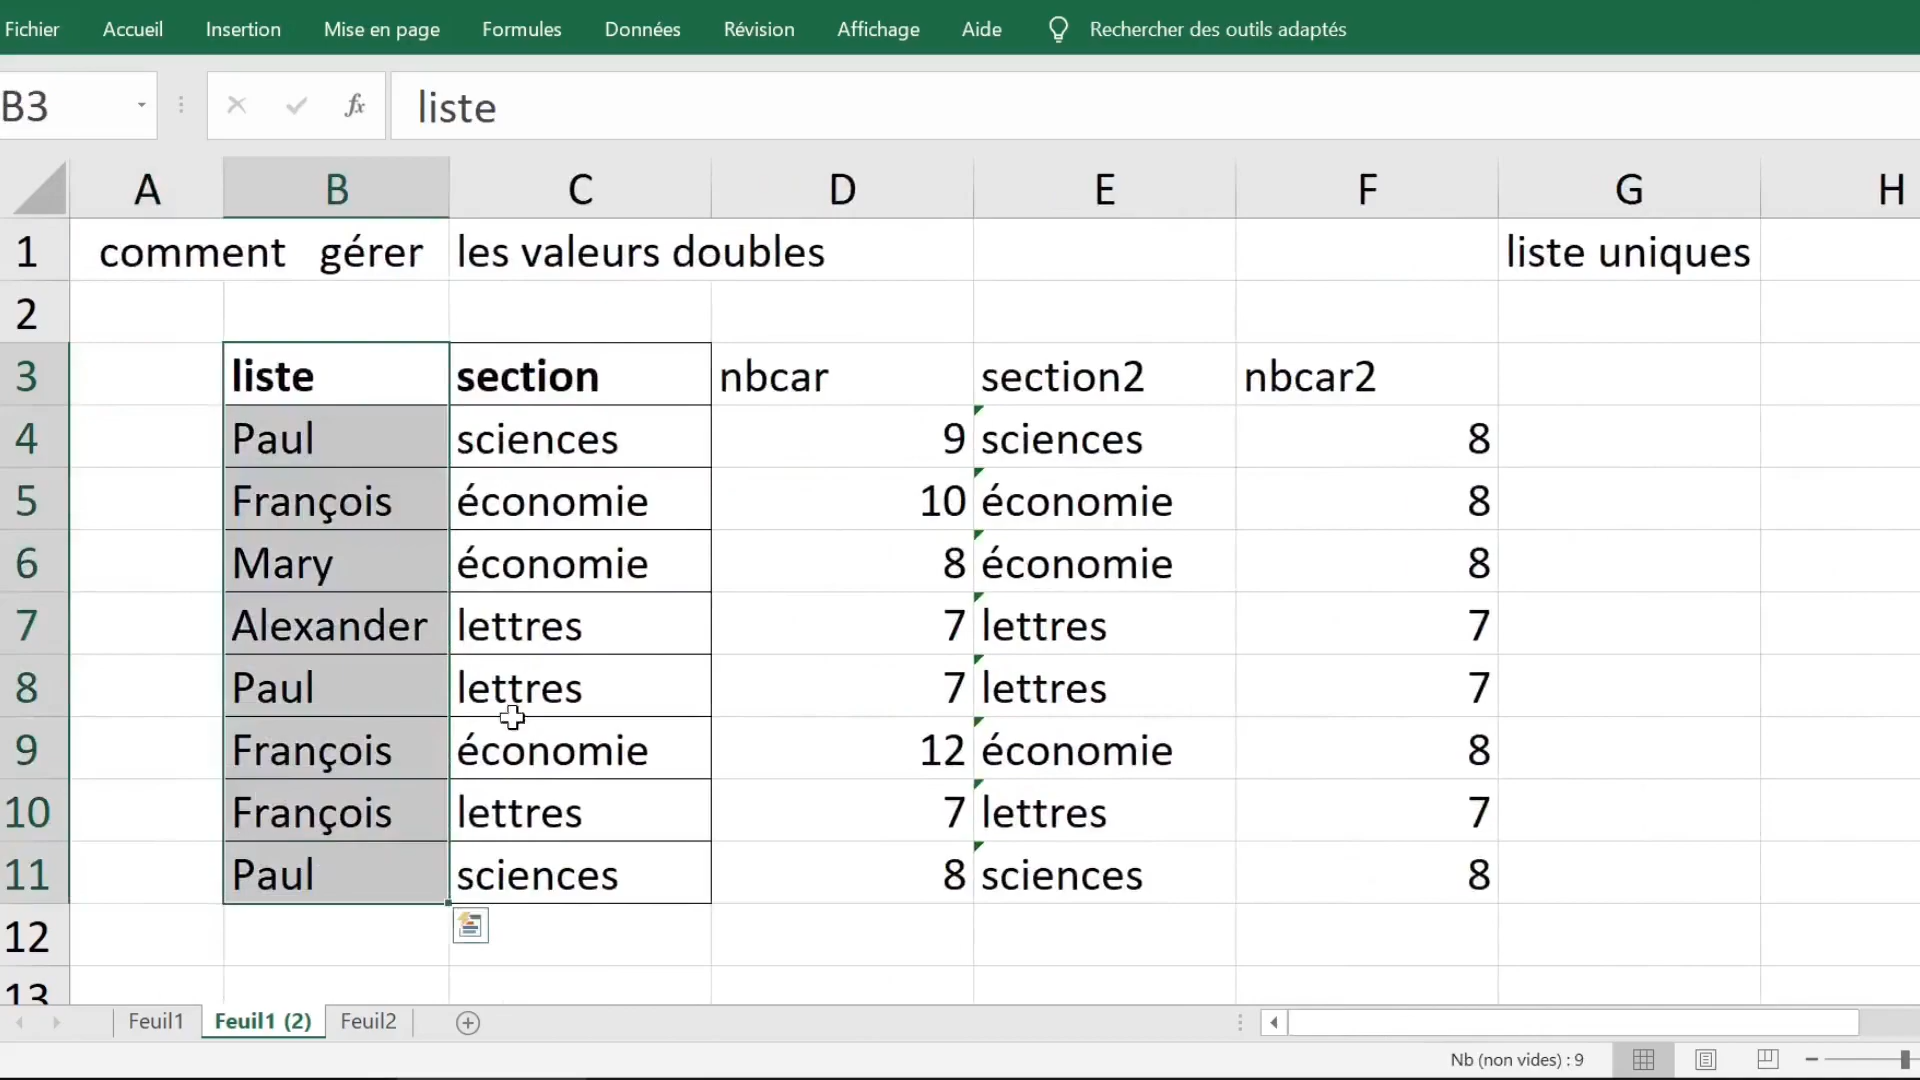 Fichier Accueil Insertion Mise en page Formules Données Révision Affichage Aide Rechercher des outils adaptés
B3 fx liste
A B C D E F G H
1 comment gérer les valeurs doubles liste uniques
2
3 liste section nbcar section2 nbcar2
4 Paul sciences 9 sciences 8
5 François économie 10 économie 8
6 Mary économie 8 économie 8
7 Alexander lettres 7 lettres 7
8 Paul lettres 7 lettres 7
9 François économie 12 économie 8
10 François lettres 7 lettres 7
11 Paul sciences 8 sciences 8
12
13
Feuil1 Feuil1 (2) Feuil2
Nb (non vides) : 9